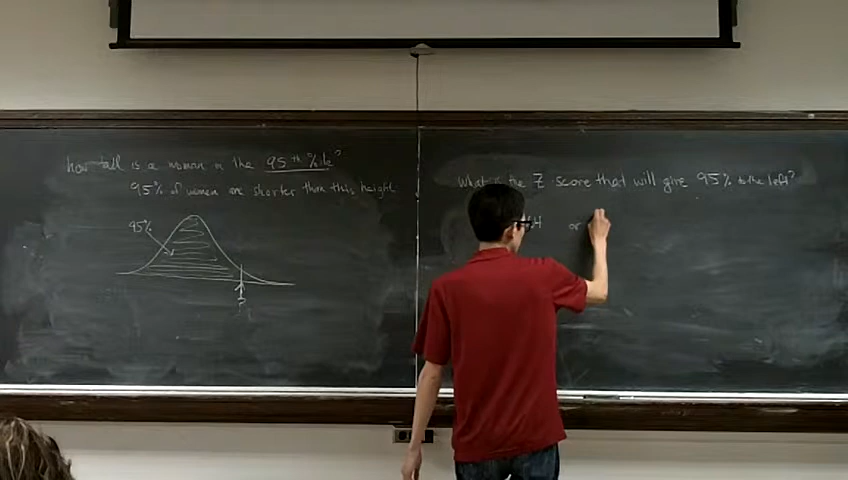 how tall is a woman in the 95th %ile?
95% of women are shorter than this height
95%
?
What is the Z score that will give 95% to the left?
or